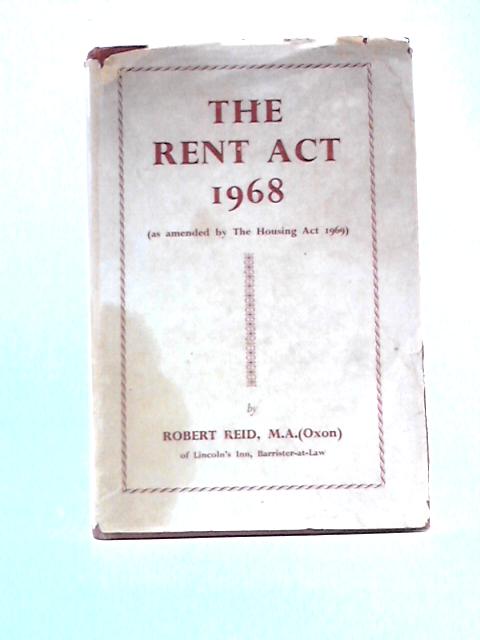 THE
RENT ACT
1968
(as amended by The Housing Act 1969)
by
ROBERT REID, M.A.(Oxon)
of Lincoln's Inn, Barrister-at-Law